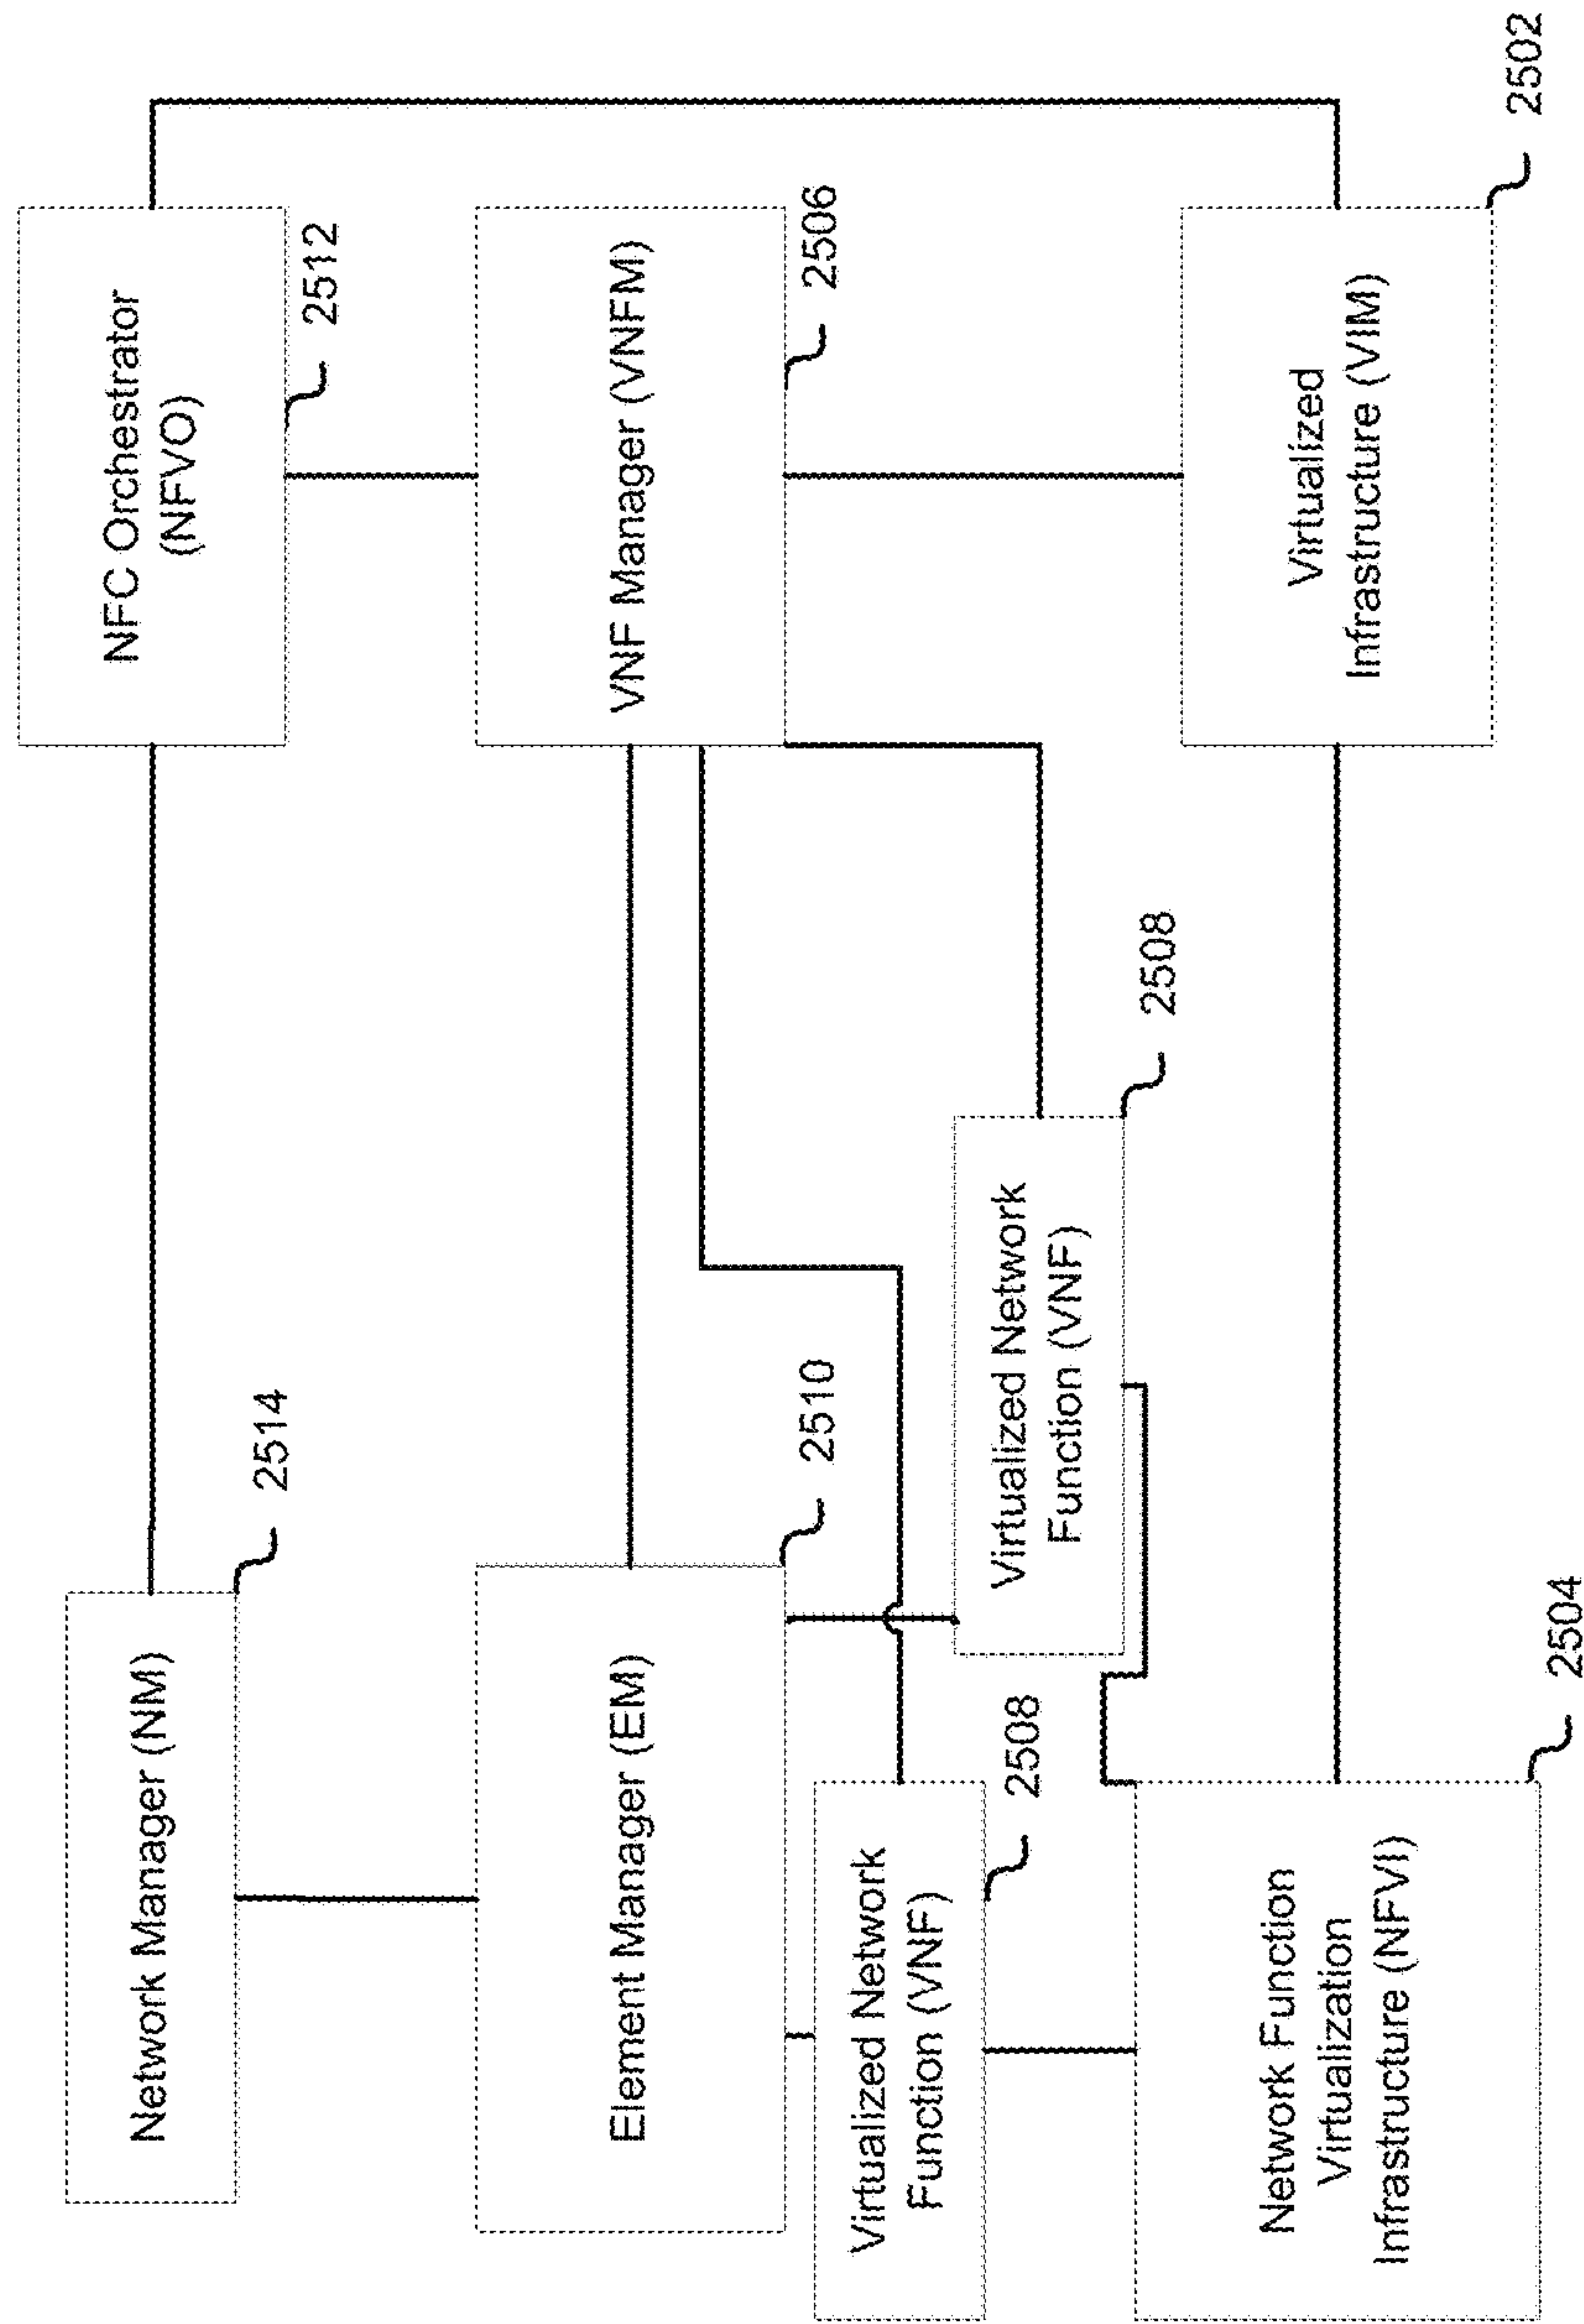 Network Manager (NM)
2514
NFC Orchestrator
(NFVO)
2512
Element Manager (EM)
2510
VNF Manager (VNFM)
2506
Virtualized Network
Function (VNF)
2508
Virtualized Network
Function (VNF)
2508
Network Function
Virtualization
Infrastructure (NFVI)
2504
Virtualized
Infrastructure (VIM)
2502